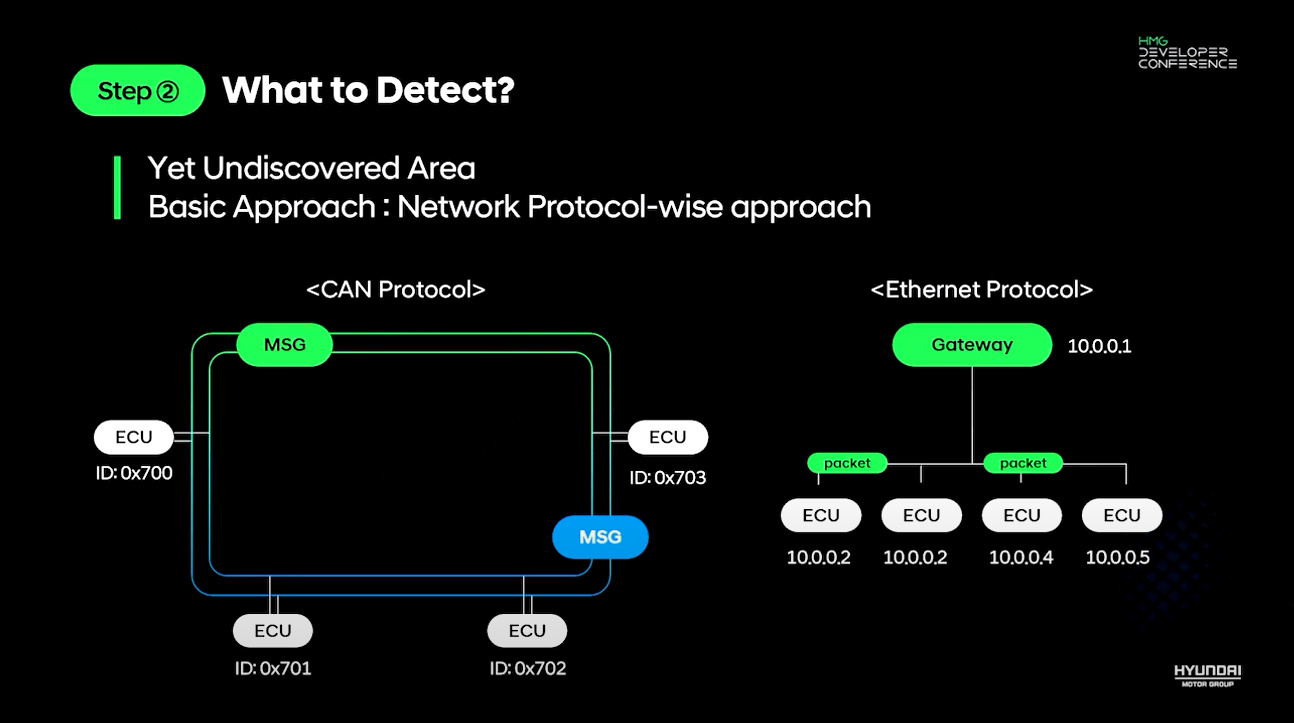 HMG
DEVELOPER
CONFERENCE
Step ② What to Detect?
Yet Undiscovered Area
Basic Approach : Network Protocol-wise approach
<CAN Protocol>
MSG
ECU
ID: 0x700
ECU
ID: 0x703
MSG
ECU
ID: 0x701
ECU
ID: 0x702
<Ethernet Protocol>
Gateway 10.0.0.1
packet packet
ECU ECU ECU ECU
10.0.0.2 10.0.0.2 10.0.0.4 10.0.0.5
HYUNDAI
MOTOR GROUP